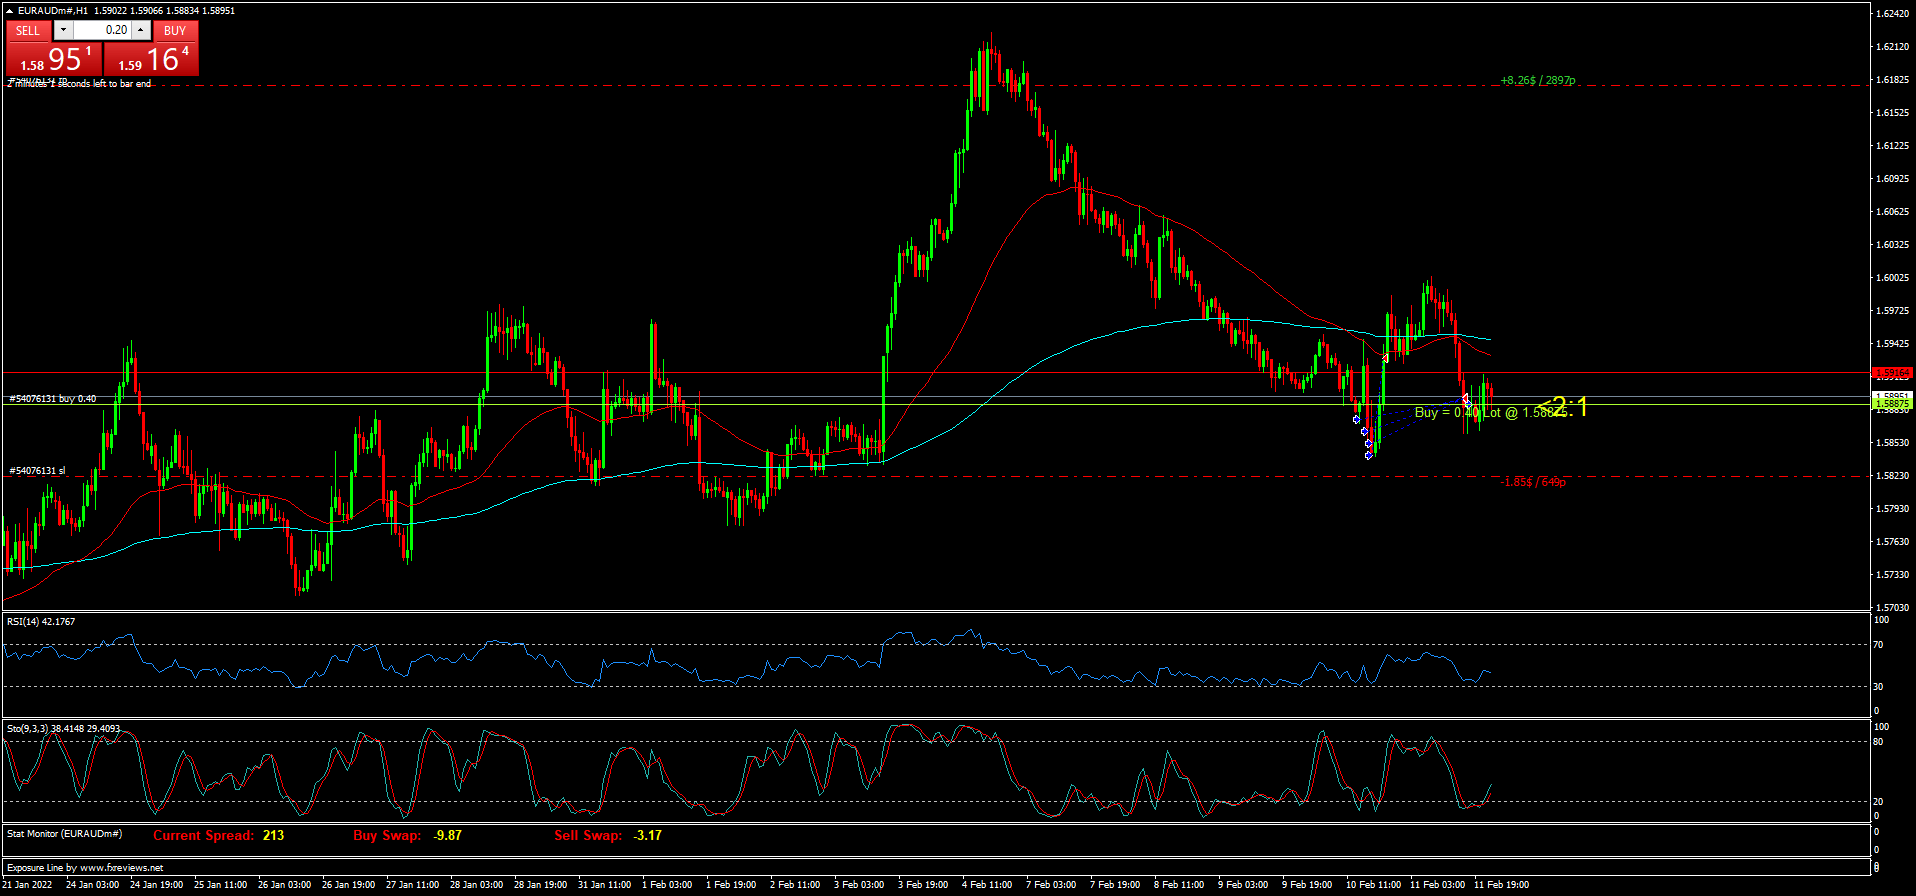 EURAUDm#,H1 1.59022 1.59066 1.58834 1.58951
SELL 0.20 BUY
1.58 95 1 1.59 16 4
#54076131 tp
2 minutes 1 seconds left to bar end
+8.26$ / 2897p
#54076131 buy 0.40
Buy = 0.40 Lot @ 1.58875
<2:1
#54076131 sl
-1.85$ / 649p
1.62420
1.62120
1.61825
1.61525
1.61225
1.60925
1.60625
1.60325
1.60025
1.59725
1.59425
1.59164
1.58951
1.58875
1.58530
1.58230
1.57930
1.57630
1.57330
1.57030
RSI(14) 42.1767
100
70
30
0
Sto(9,3,3) 38.4148 29.4093
100
80
20
0
Stat Monitor (EURAUDm#) Current Spread: 213 Buy Swap: -9.87 Sell Swap: -3.17
0
0
Exposure Line by www.fxreviews.net
21 Jan 2022 24 Jan 03:00 24 Jan 19:00 25 Jan 11:00 26 Jan 03:00 26 Jan 19:00 27 Jan 11:00 28 Jan 03:00 28 Jan 19:00 31 Jan 11:00 1 Feb 03:00 1 Feb 19:00 2 Feb 11:00 3 Feb 03:00 3 Feb 19:00 4 Feb 11:00 7 Feb 03:00 7 Feb 19:00 8 Feb 11:00 9 Feb 03:00 9 Feb 19:00 10 Feb 11:00 11 Feb 03:00 11 Feb 19:00